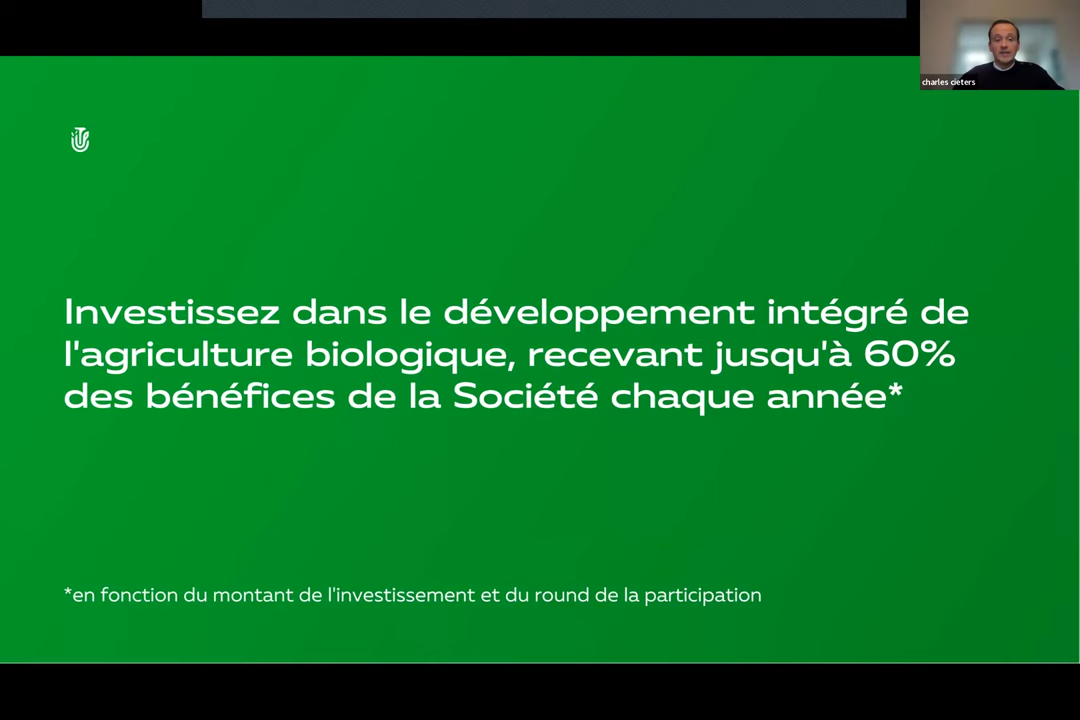 charles cieters
Investissez dans le développement intégré de
l'agriculture biologique, recevant jusqu'à 60%
des bénéfices de la Société chaque année*
*en fonction du montant de l'investissement et du round de la participation